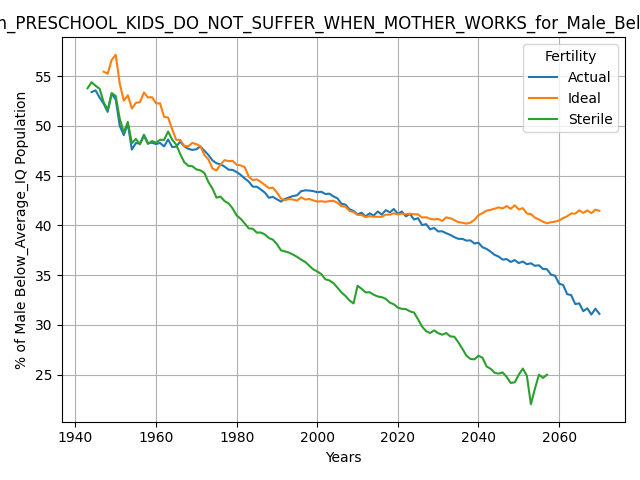 n_PRESCHOOL_KIDS_DO_NOT_SUFFER_WHEN_MOTHER_WORKS_for_Male_Bel
Fertility
Actual
Ideal
Sterile
% of Male Below_Average_IQ Population
55
50
45
40
35
30
25
1940 1960 1980 2000 2020 2040 2060
Years